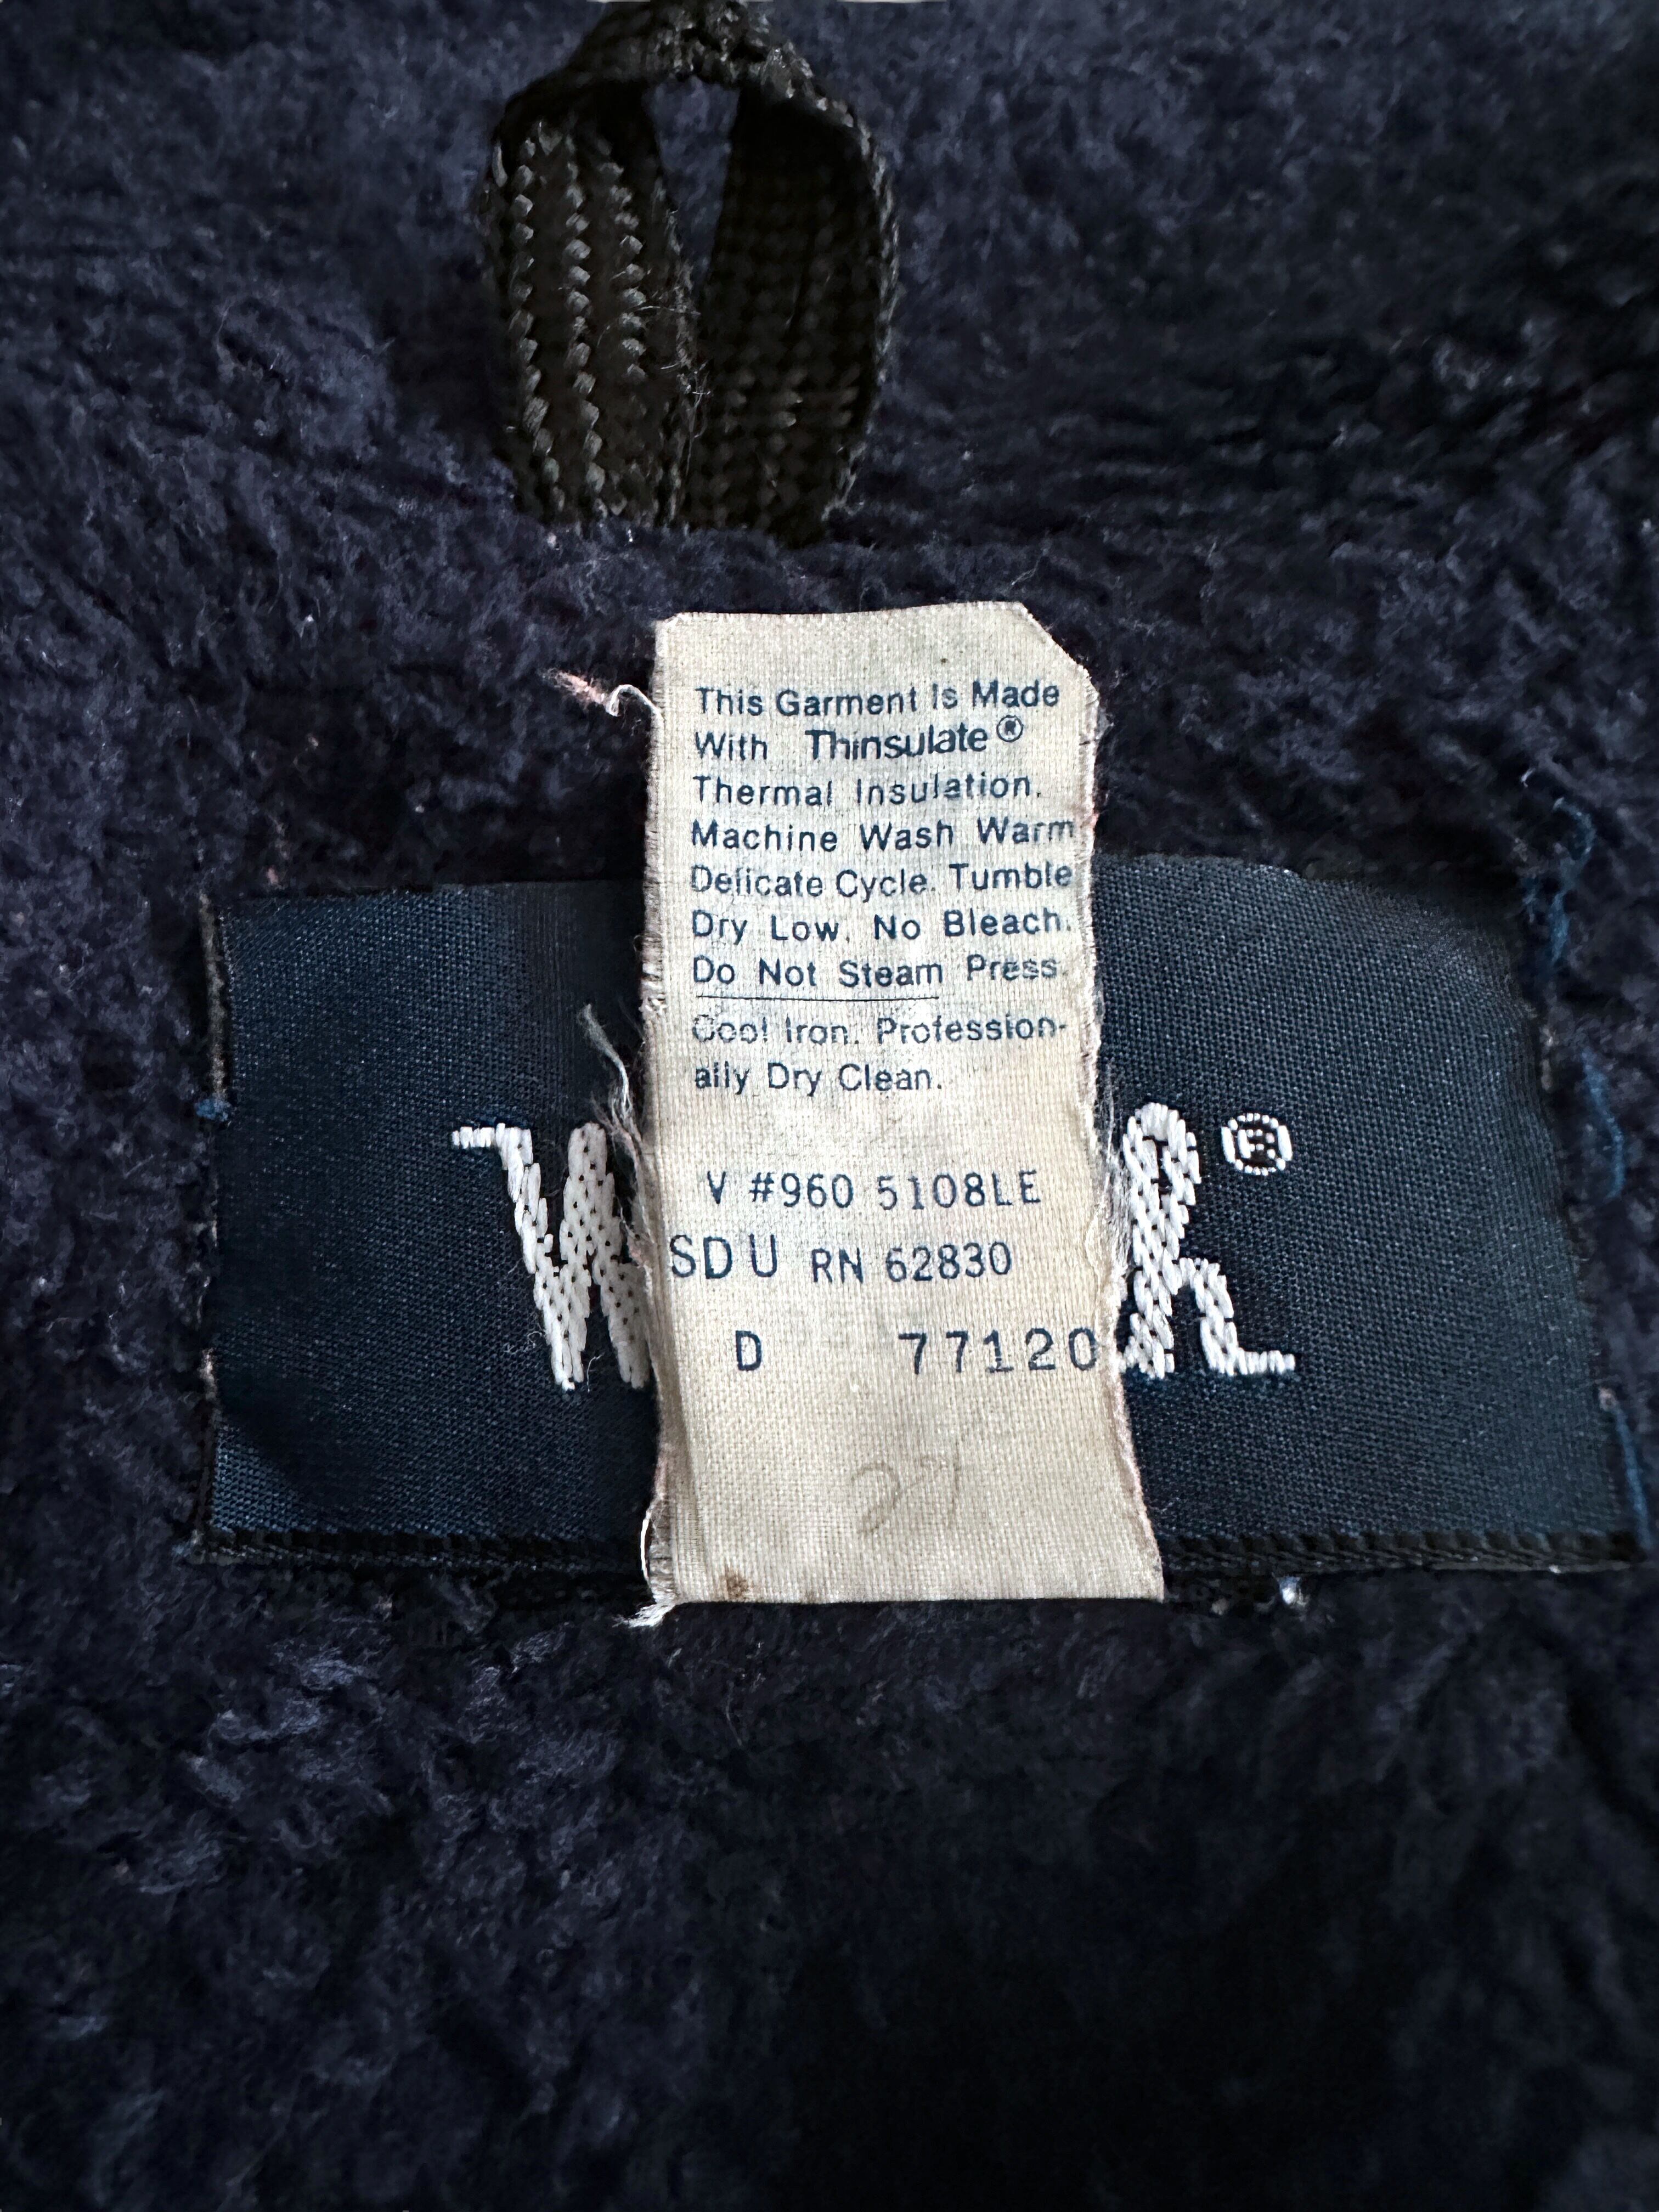 This Garment Is Made
With Thinsulate®
Thermal Insulation.
Machine Wash Warm
Delicate Cycle. Tumble
Dry Low. No Bleach.
Do Not Steam Press.
Cool Iron. Profession-
ally Dry Clean.
V #960 5108LE
SDU RN 62830
D 77120
W R®